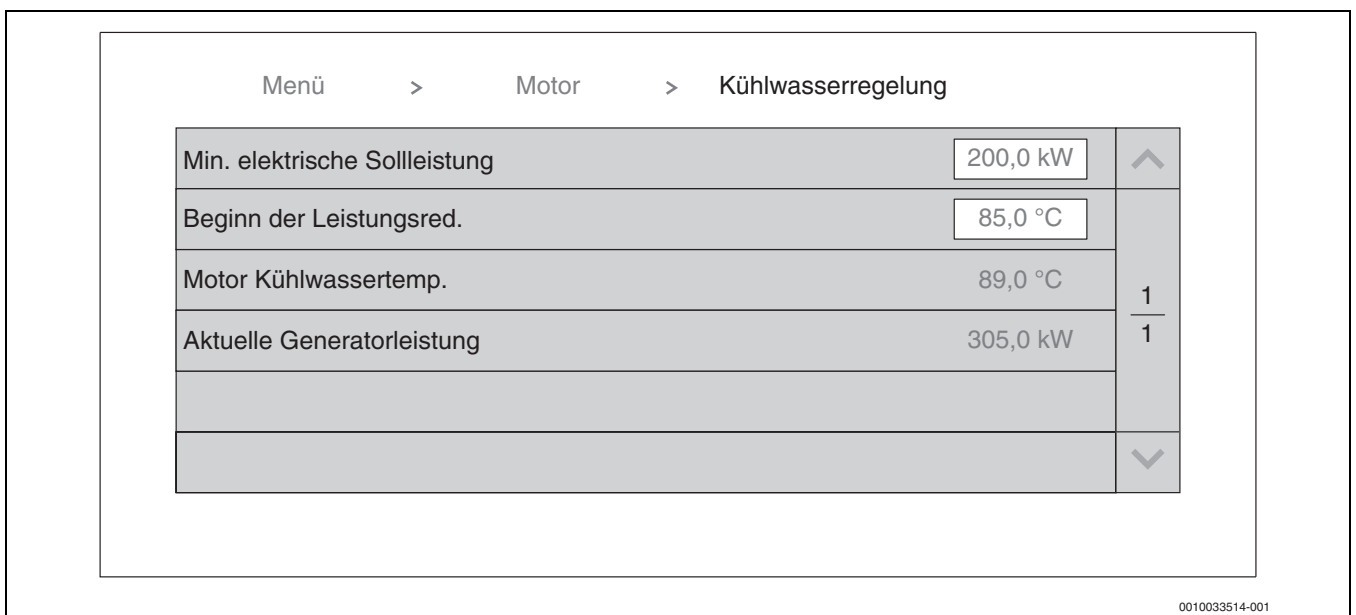 Menü > Motor > Kühlwasserregelung
Min. elektrische Sollleistung 200,0 kW
Beginn der Leistungsred. 85,0 °C
Motor Kühlwassertemp. 89,0 °C
Aktuelle Generatorleistung 305,0 kW
1
1
0010033514-001